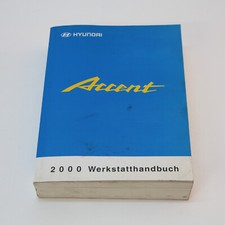 HYUNDAI
Accent
2000 Werkstatthandbuch